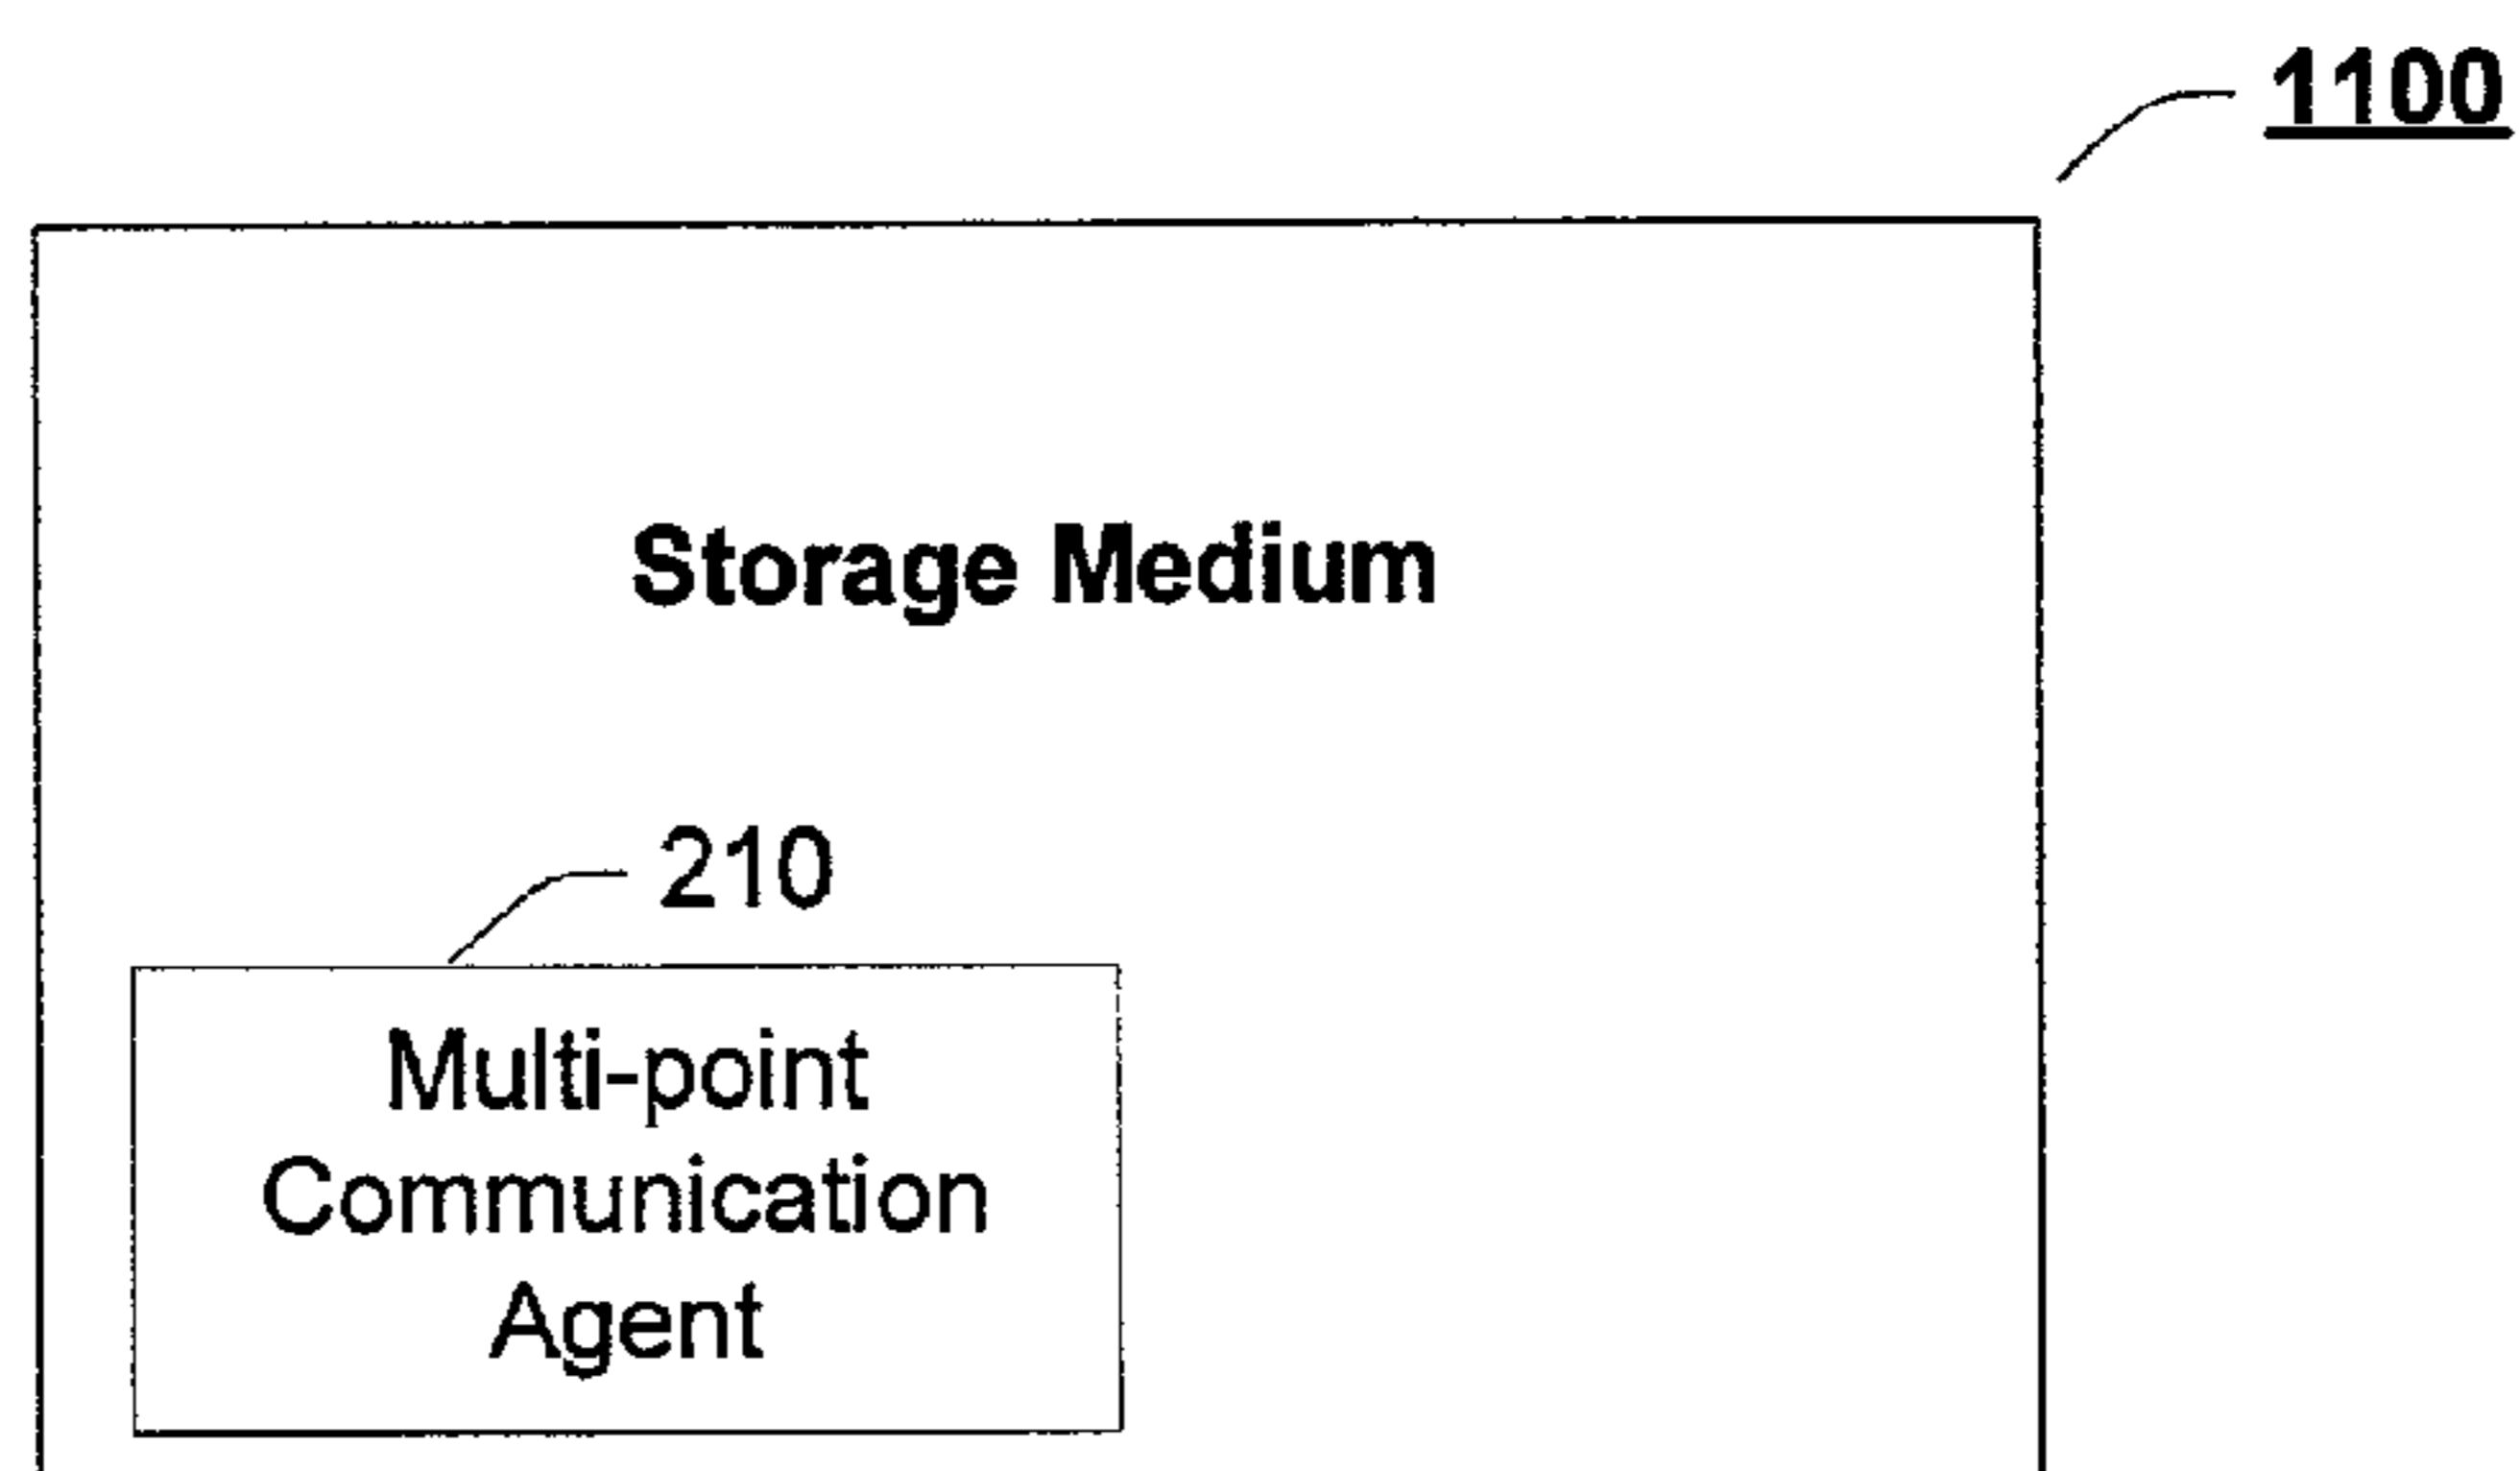 1100
Storage Medium
210
Multi-point
Communication
Agent